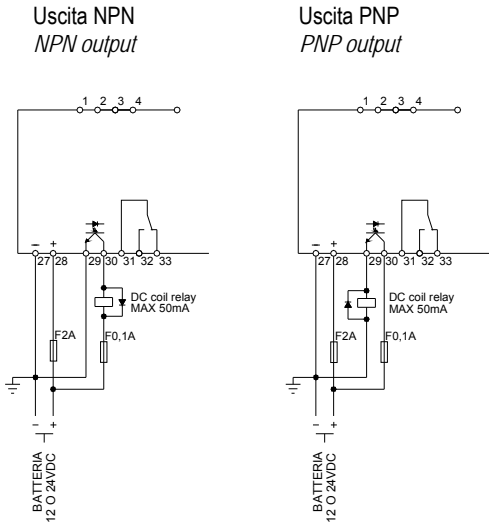 Uscita NPN
NPN output
1 2 3 4
− +
27 28 29 30 31 32 33
DC coil relay
MAX 50mA
F2A
F0,1A
− +
BATTERIA
12 O 24VDC
Uscita PNP
PNP output
1 2 3 4
− +
27 28 29 30 31 32 33
DC coil relay
MAX 50mA
F2A
F0,1A
− +
BATTERIA
12 O 24VDC